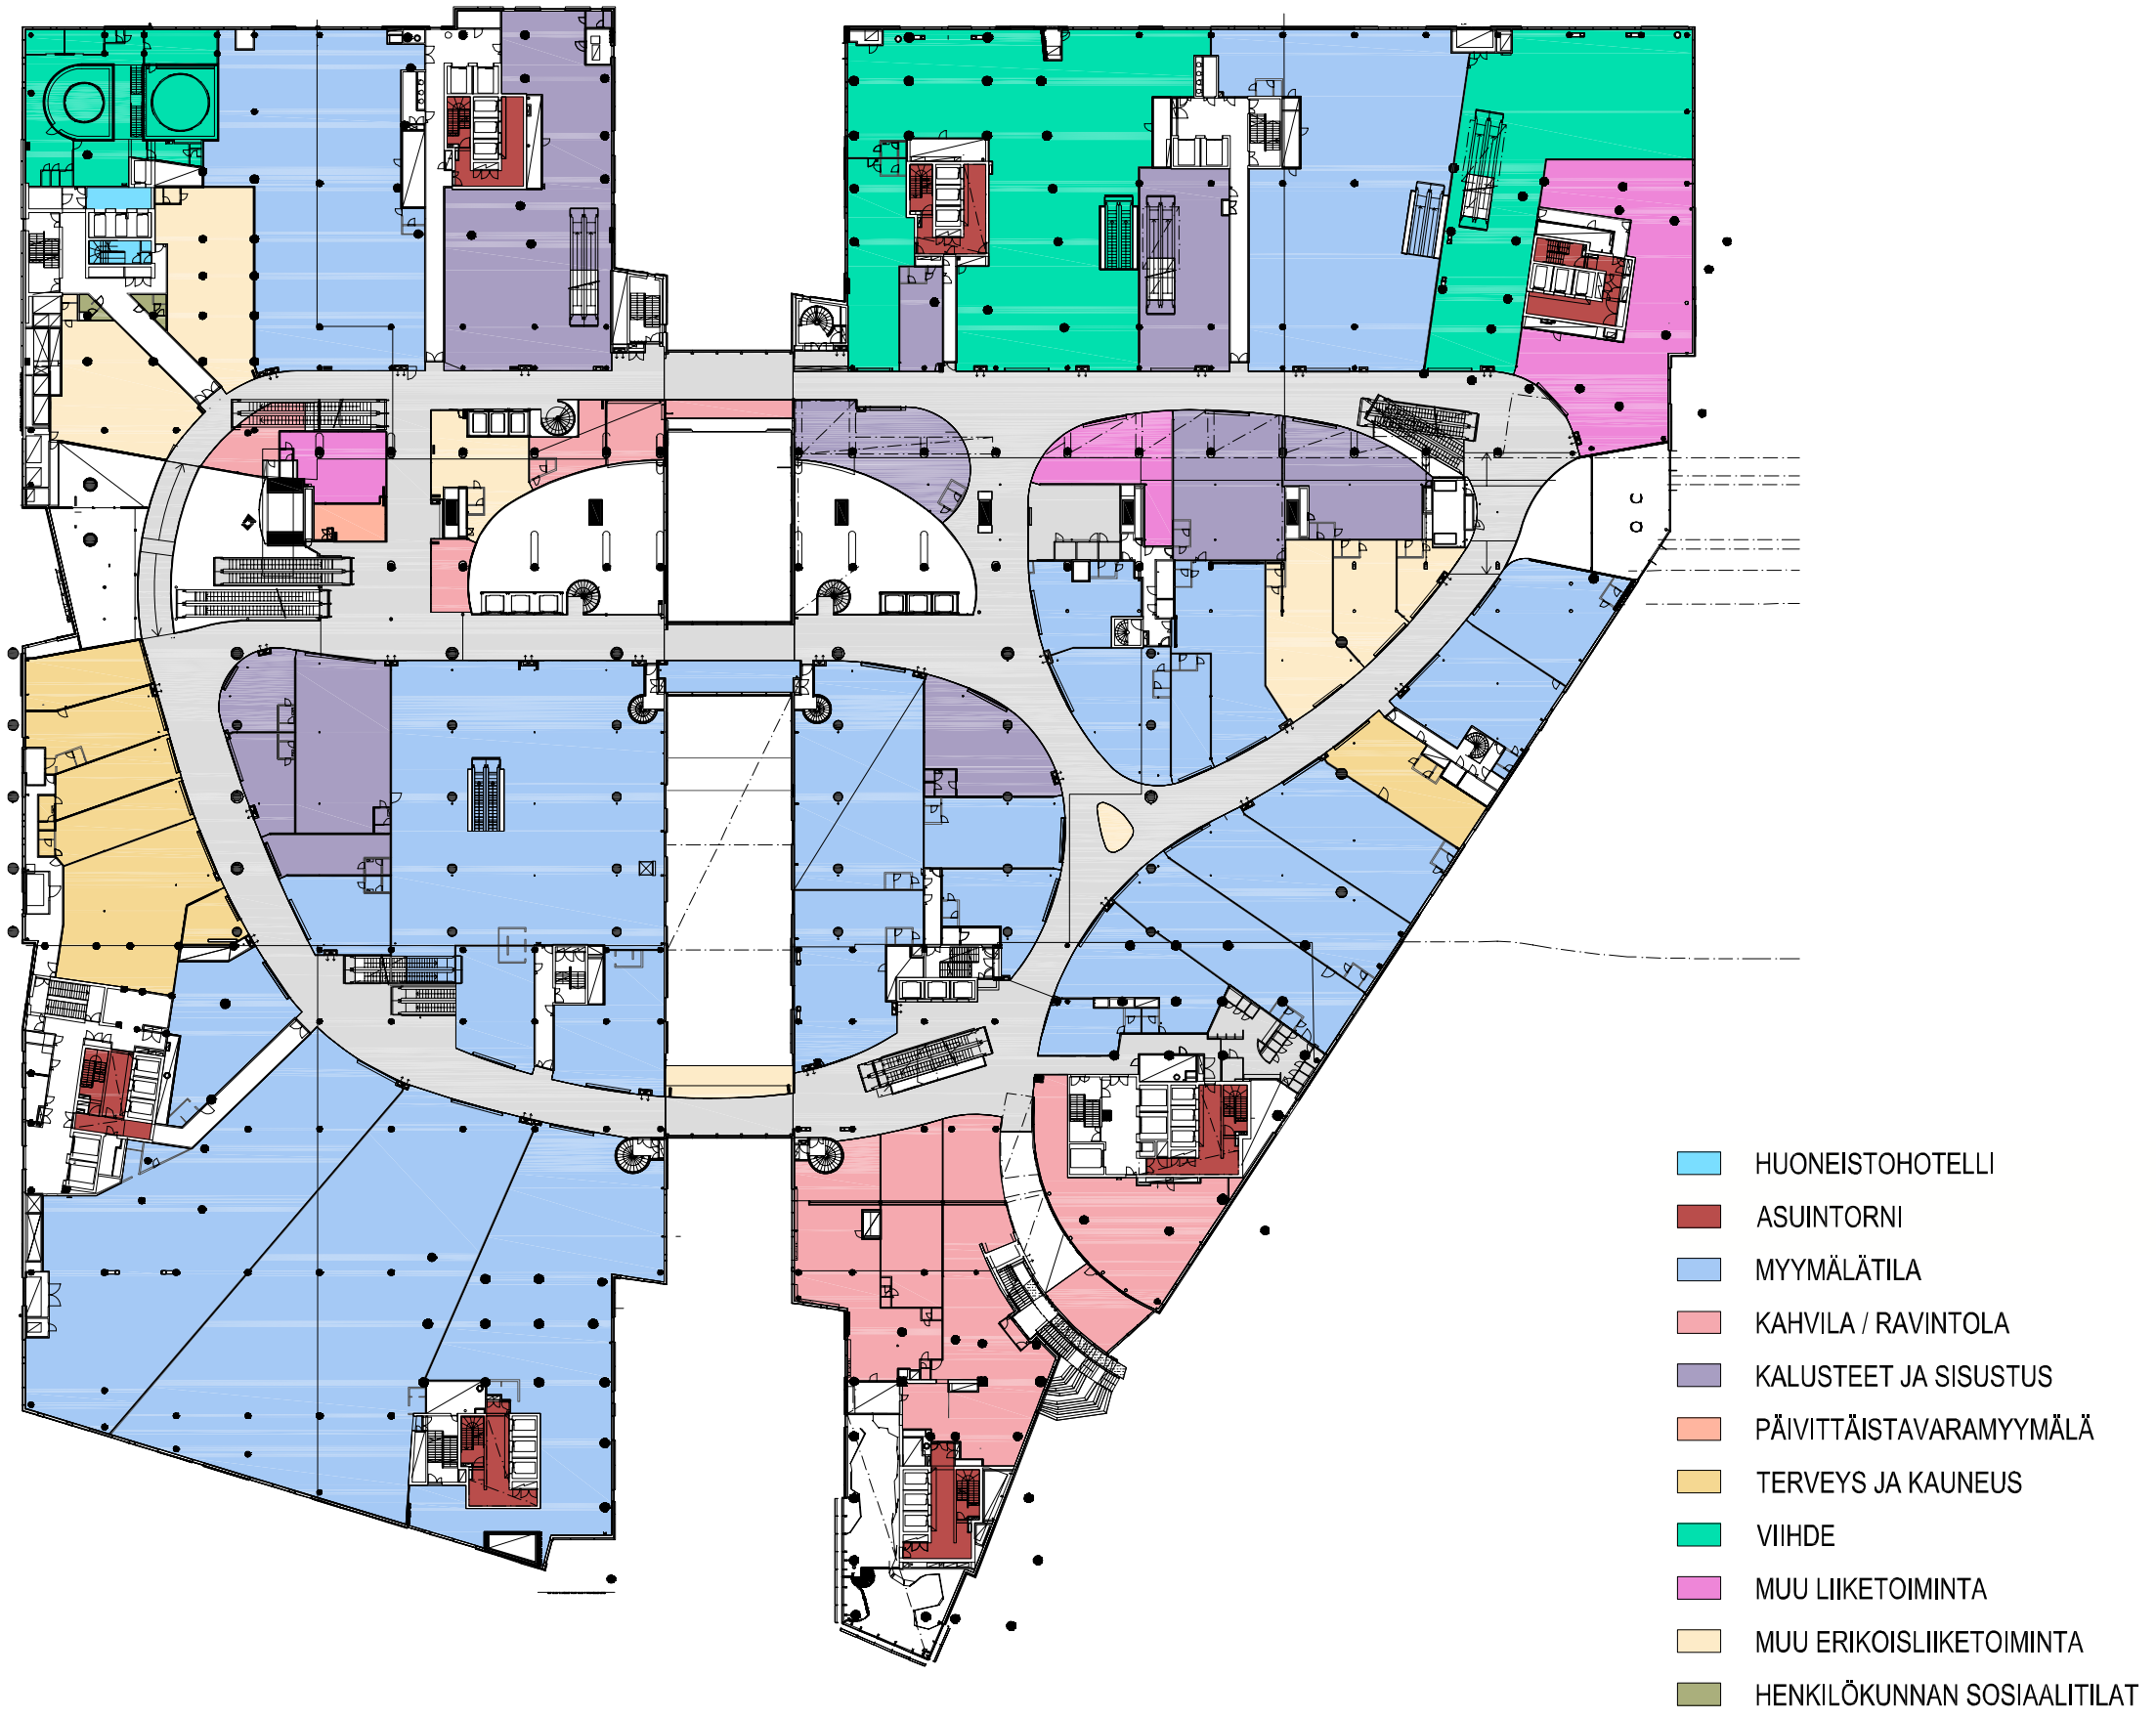 HUONEISTOHOTELLI
ASUINTORNI
MYYMÄLÄTILA
KAHVILA / RAVINTOLA
KALUSTEET JA SISUSTUS
PÄIVITTÄISTAVARAMYYMÄLÄ
TERVEYS JA KAUNEUS
VIIHDE
MUU LIIKETOIMINTA
MUU ERIKOISLIIKETOIMINTA
HENKILÖKUNNAN SOSIAALITILAT